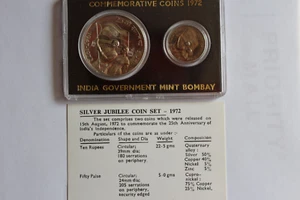 COMMEMORATIVE COINS 1972
INDIA GOVERNMENT MINT BOMBAY
SILVER JUBILEE COIN SET – 1972
The set comprises two coins which were released on
15th August, 1972 to commemorate the 25th Anniversary of
India's Independence.
Particulars of the coins are as under :-
Denomination Shape and Dia Weight Composition
Ten Rupees Circular; 22·5 gms Quaternary
39mm dia; alloy :
180 serrations Silver 50%
on periphery. Copper 40%
Nickel 5%
Zinc 5%
Fifty Paise Circular; 5·0 gms Cupro-
24mm dia; nickel:
Copper
75%
on periphery, Nickel 25%
security edged